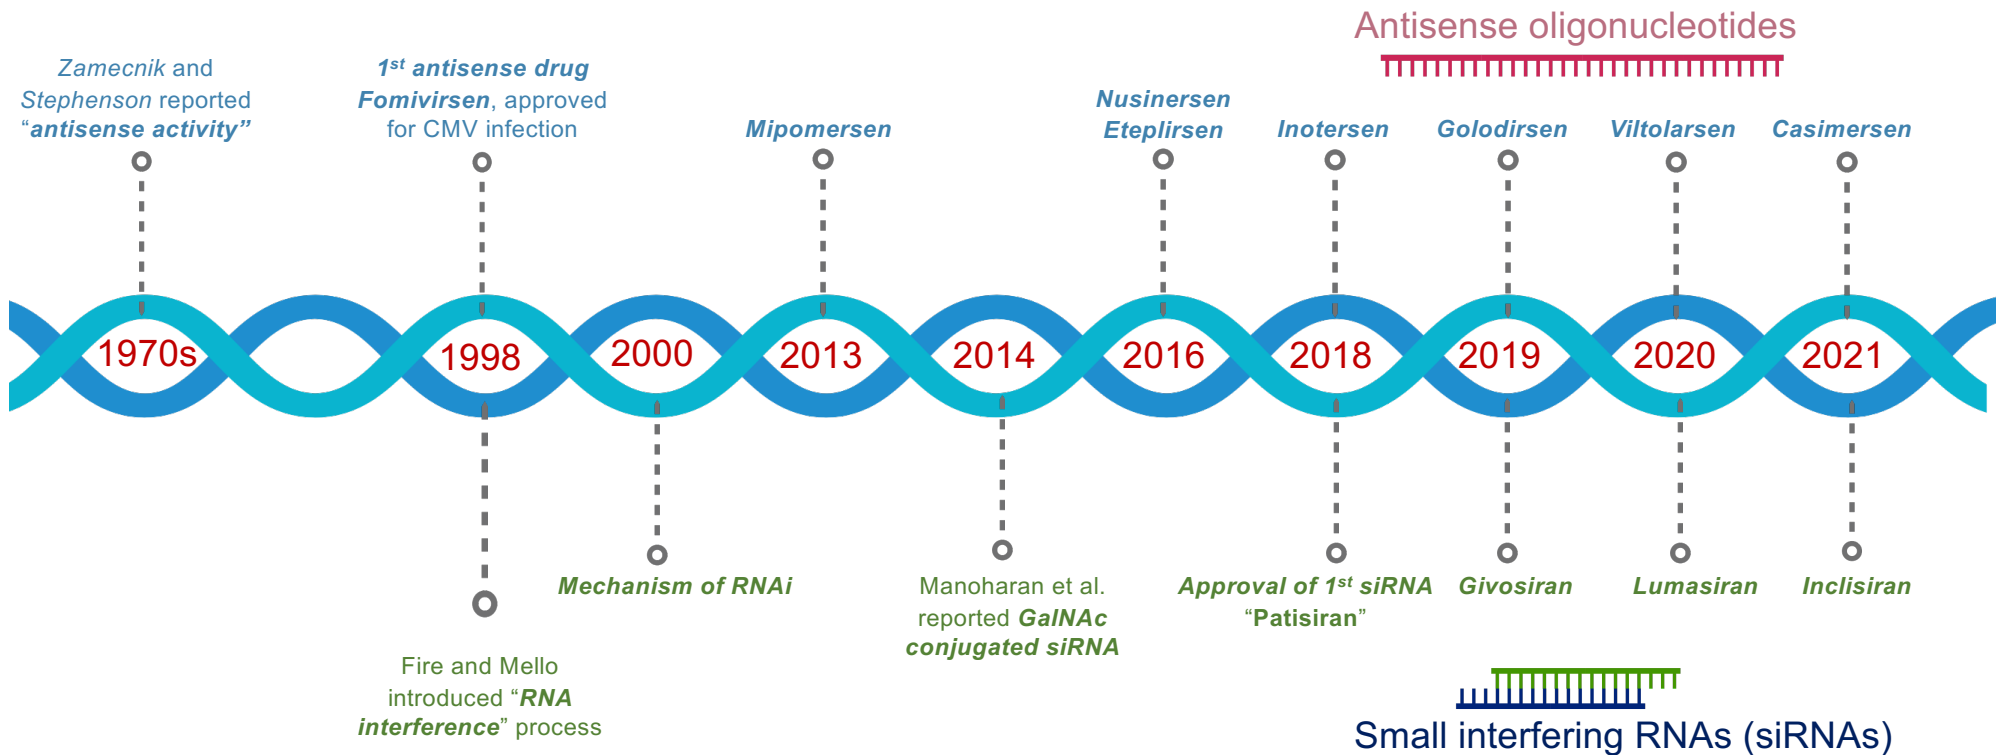 Antisense oligonucleotides
Zamecnik and
Stephenson reported
“antisense activity”
1st antisense drug
Fomivirsen, approved
for CMV infection
Mipomersen
Nusinersen
Eteplirsen
Inotersen
Golodirsen
Viltolarsen
Casimersen
1970s
1998
2000
2013
2014
2016
2018
2019
2020
2021
Fire and Mello
introduced “RNA
interference” process
Mechanism of RNAi
Manoharan et al.
reported GalNAc
conjugated siRNA
Approval of 1st siRNA
“Patisiran”
Givosiran
Lumasiran
Inclisiran
Small interfering RNAs (siRNAs)